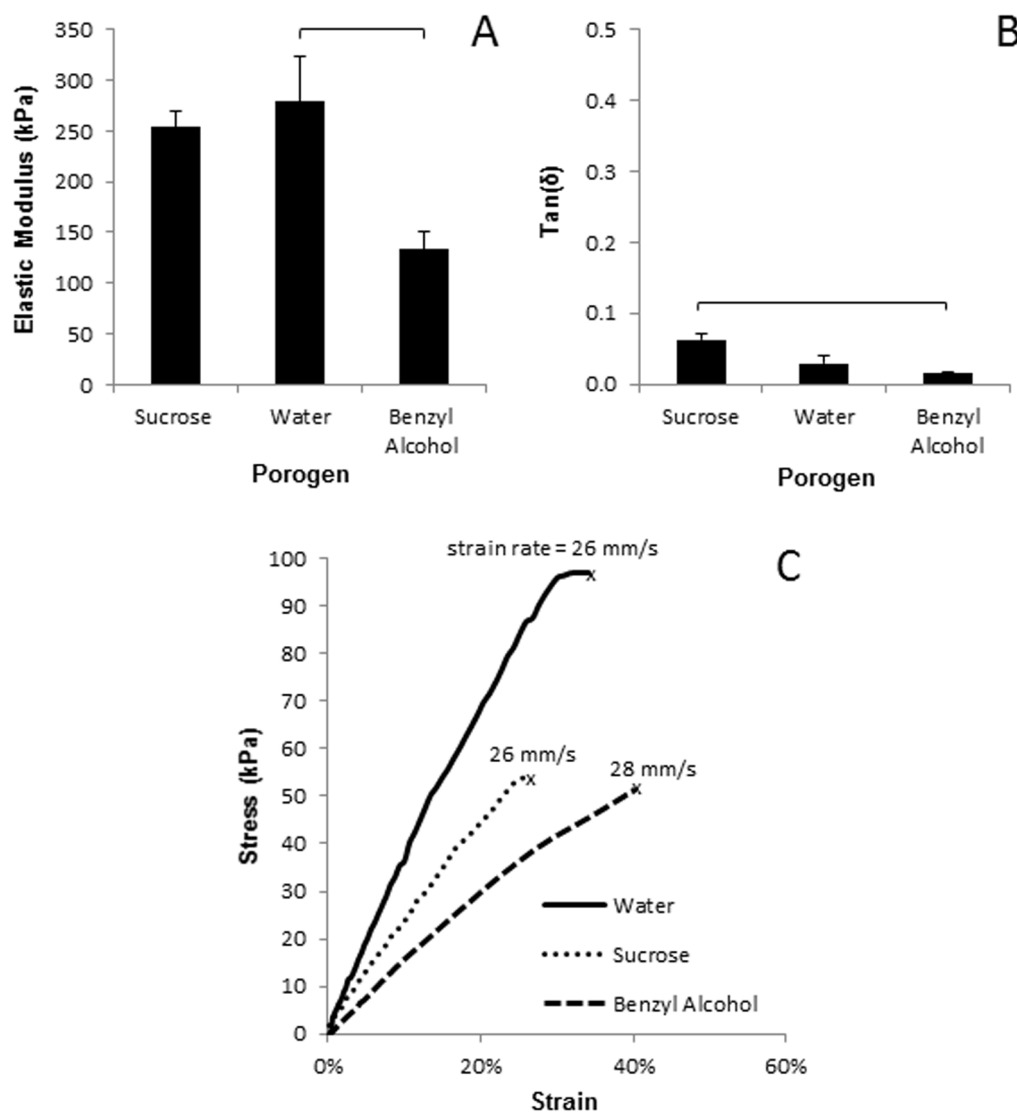 A
Elastic Modulus (kPa)
350
300
250
200
150
100
50
0
Sucrose
Water
Benzyl
Alcohol
Porogen
B
Tan(δ)
0.5
0.4
0.3
0.2
0.1
0.0
Sucrose
Water
Benzyl
Alcohol
Porogen
C
strain rate = 26 mm/s
26 mm/s
28 mm/s
Stress (kPa)
100
90
80
70
60
50
40
30
20
10
0
x
x
x
Water
Sucrose
Benzyl Alcohol
0%
20%
40%
60%
Strain